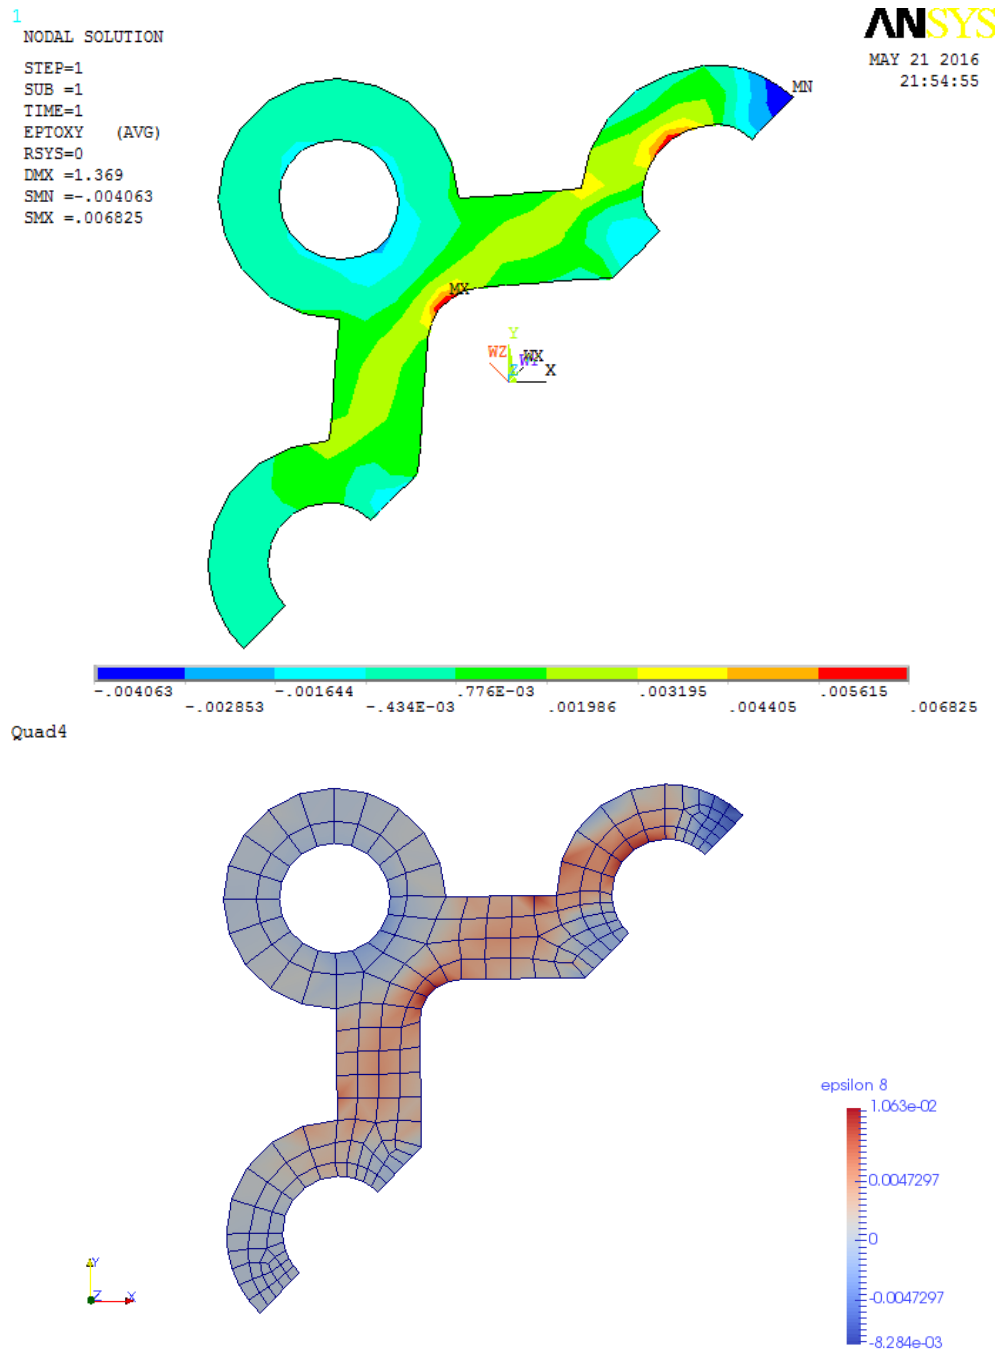 1
NODAL SOLUTION
STEP=1
SUB =1
TIME=1
EPTOXY (AVG)
RSYS=0
DMX =1.369
SMN =-.004063
SMX =.006825
ANSYS
MAY 21 2016
21:54:55
MN
MX
Y
WZ
WX
Z
X
-.004063
-.002853
-.001644
-.434E-03
.776E-03
.001986
.003195
.004405
.005615
.006825
Quad4
epsilon 8
1.063e-02
0.0047297
0
-0.0047297
-8.284e-03
Y
Z
X